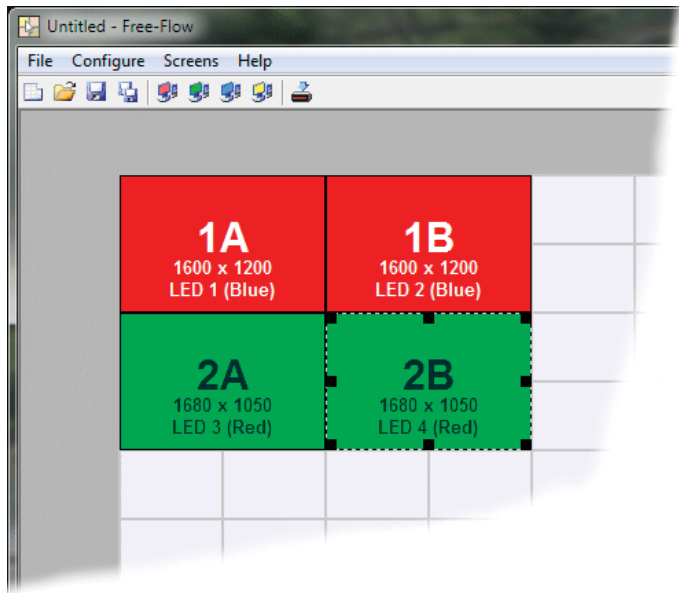 Untitled - Free-Flow
File Configure Screens Help
1A
1600 x 1200
LED 1 (Blue)
1B
1600 x 1200
LED 2 (Blue)
2A
1680 x 1050
LED 3 (Red)
2B
1680 x 1050
LED 4 (Red)